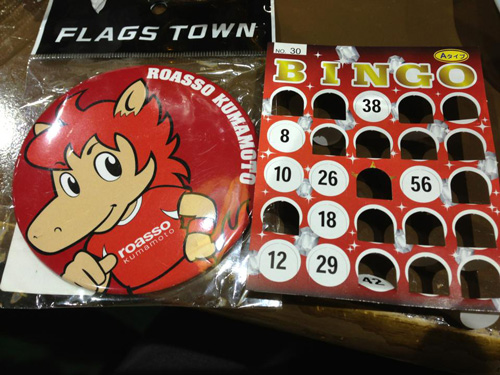 FLAGS TOWN
ROASSO KUMAMOTO
roasso
kumamoto
NO. 30
Aタイプ
BINGO
38
8
10 26 56
18
12 29